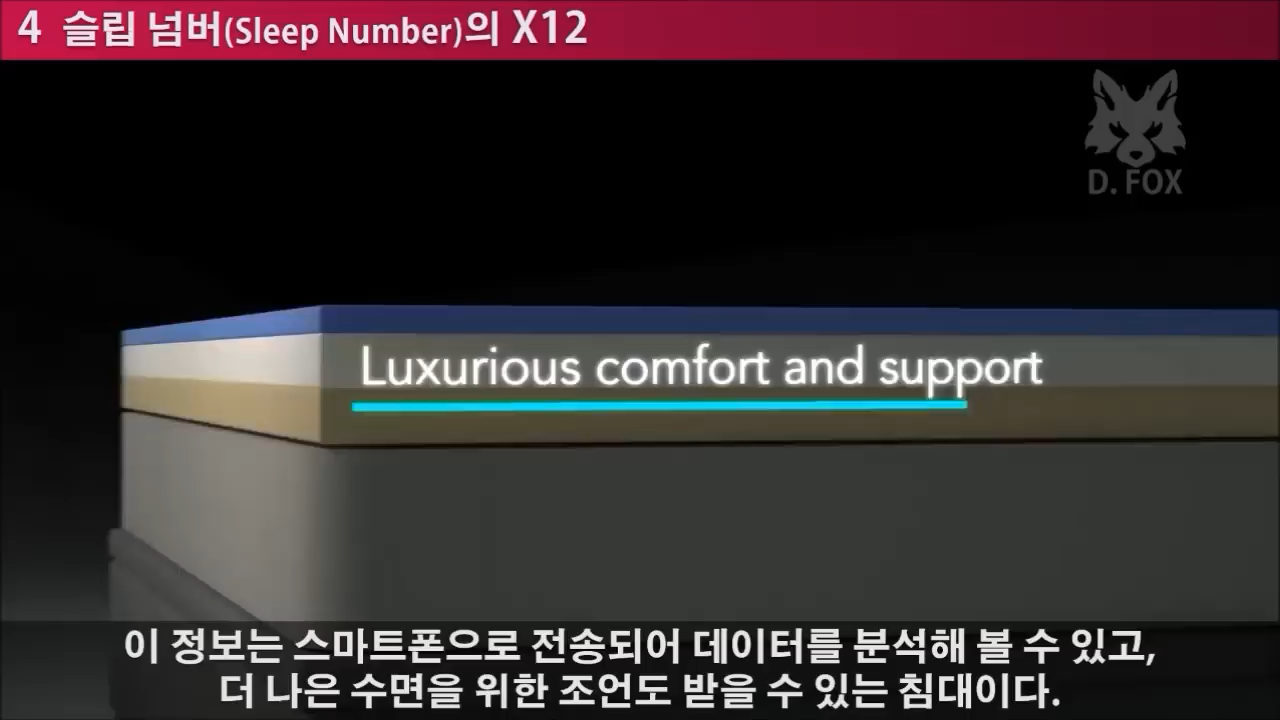 4 슬립 넘버(Sleep Number)의 X12
D. FOX
Luxurious comfort and support
이 정보는 스마트폰으로 전송되어 데이터를 분석해 볼 수 있고,
더 나은 수면을 위한 조언도 받을 수 있는 침대이다.